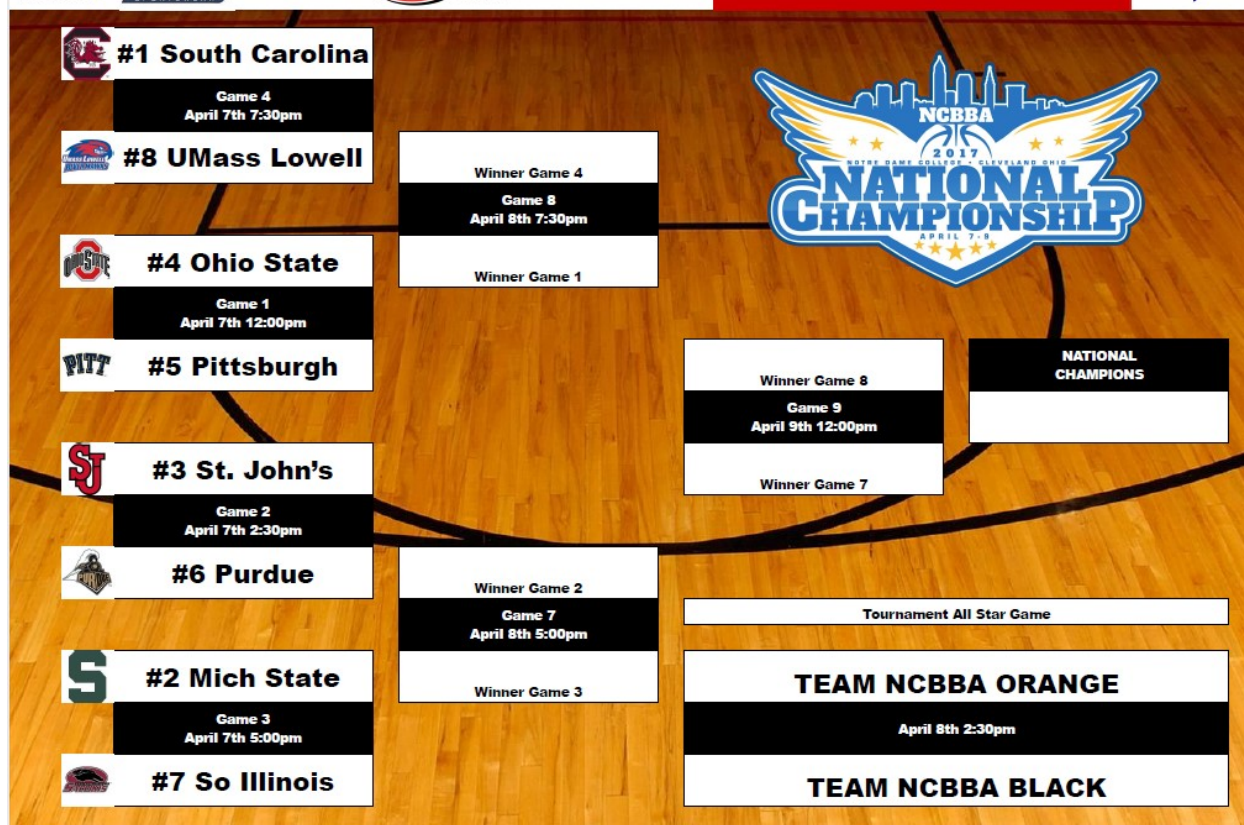 #1 South Carolina
Game 4
April 7th 7:30pm
#8 UMass Lowell
#4 Ohio State
Game 1
April 7th 12:00pm
PITT
#5 Pittsburgh
SJ
#3 St. John's
Game 2
April 7th 2:30pm
#6 Purdue
S
#2 Mich State
Game 3
April 7th 5:00pm
#7 So Illinois
Winner Game 4
Game 8
April 8th 7:30pm
Winner Game 1
Winner Game 2
Game 7
April 8th 5:00pm
Winner Game 3
NCBBA
2017
NOTRE DAME COLLEGE • CLEVELAND OHIO
NATIONAL
CHAMPIONSHIP
APRIL 7-9
Winner Game 8
Game 9
April 9th 12:00pm
Winner Game 7
NATIONAL
CHAMPIONS
Tournament All Star Game
TEAM NCBBA ORANGE
April 8th 2:30pm
TEAM NCBBA BLACK